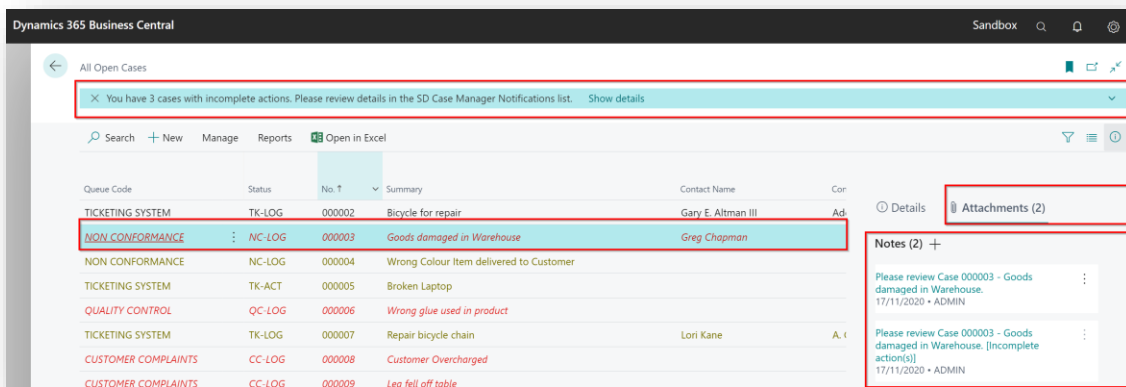 Dynamics 365 Business Central
Sandbox
All Open Cases
You have 3 cases with incomplete actions. Please review details in the SD Case Manager Notifications list. Show details
Search + New Manage Reports Open in Excel
Queue Code Status No. ↑ Summary Contact Name Cor
TICKETING SYSTEM TK-LOG 000002 Bicycle for repair Gary E. Altman III Ad
NON CONFORMANCE NC-LOG 000003 Goods damaged in Warehouse Greg Chapman
NON CONFORMANCE NC-LOG 000004 Wrong Colour Item delivered to Customer
TICKETING SYSTEM TK-ACT 000005 Broken Laptop
QUALITY CONTROL QC-LOG 000006 Wrong glue used in product
TICKETING SYSTEM TK-LOG 000007 Repair bicycle chain Lori Kane A. C
CUSTOMER COMPLAINTS CC-LOG 000008 Customer Overcharged
CUSTOMER COMPLAINTS CC-LOG 000009 Leg fell off table
Details Attachments (2)
Notes (2) +
Please review Case 000003 - Goods
damaged in Warehouse.
17/11/2020 • ADMIN
Please review Case 000003 - Goods
damaged in Warehouse. [Incomplete
action(s)]
17/11/2020 • ADMIN